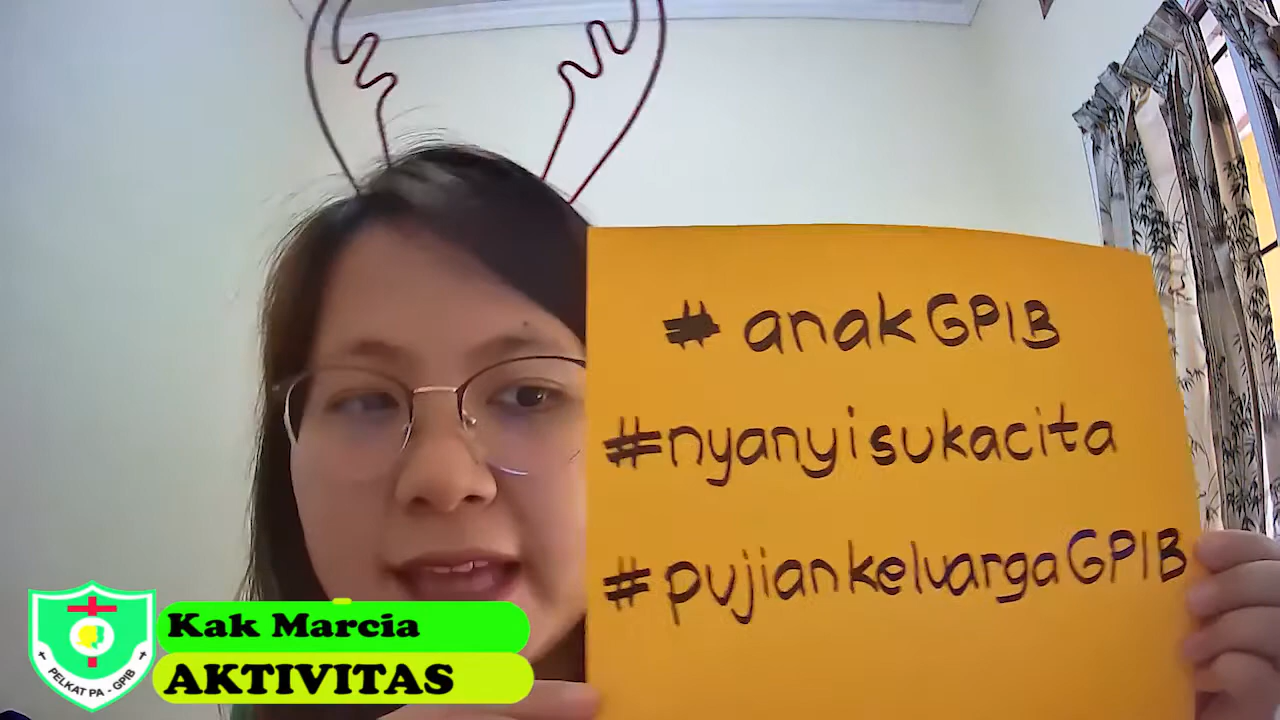 # anakGPIB
#nyanyisukacita
#pujiankeluargaGPIB
Kak Marcia
AKTIVITAS
PELKAT PA - GPIB